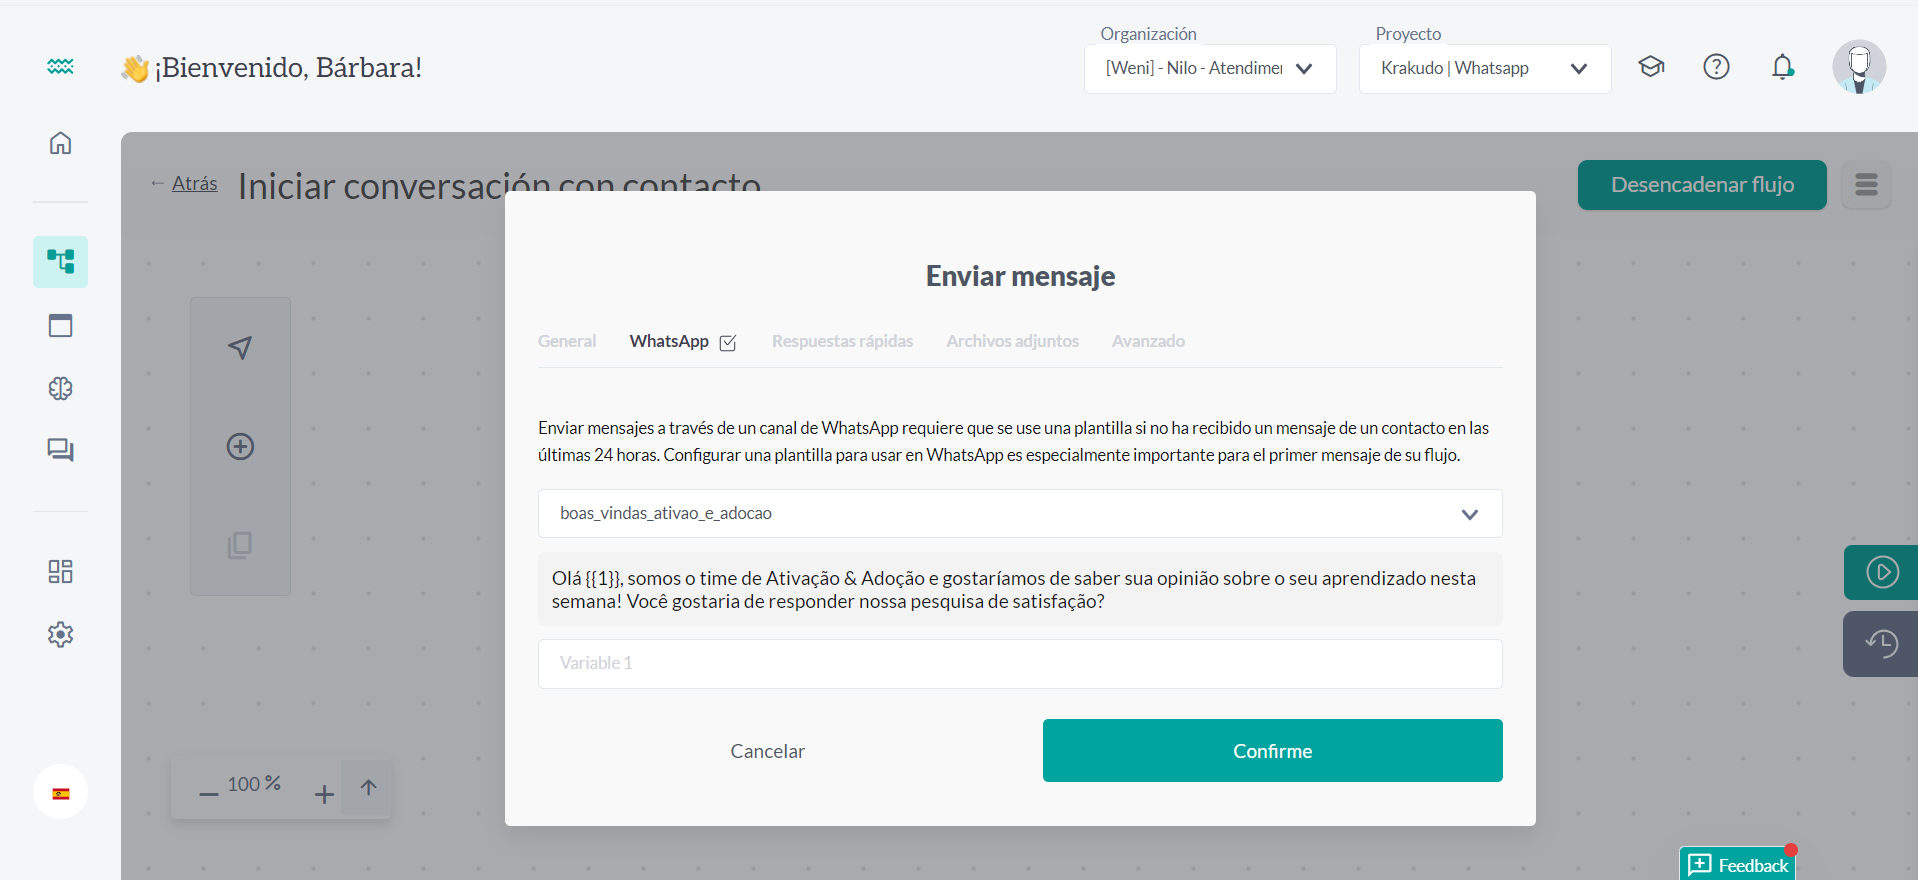 Organización
Proyecto
👋 ¡Bienvenido, Bárbara!
[Weni] - Nilo - Atendimer
Krakudo | Whatsapp
← Atrás
Iniciar conversación con contacto
Desencadenar flujo
Enviar mensaje
General
WhatsApp
Respuestas rápidas
Archivos adjuntos
Avanzado
Enviar mensajes a través de un canal de WhatsApp requiere que se use una plantilla si no ha recibido un mensaje de un contacto en las
últimas 24 horas. Configurar una plantilla para usar en WhatsApp es especialmente importante para el primer mensaje de su flujo.
boas_vindas_ativao_e_adocao
Olá {{1}}, somos o time de Ativação & Adoção e gostaríamos de saber sua opinião sobre o seu aprendizado nesta
semana! Você gostaria de responder nossa pesquisa de satisfação?
Variable 1
Cancelar
Confirme
100 %
Feedback